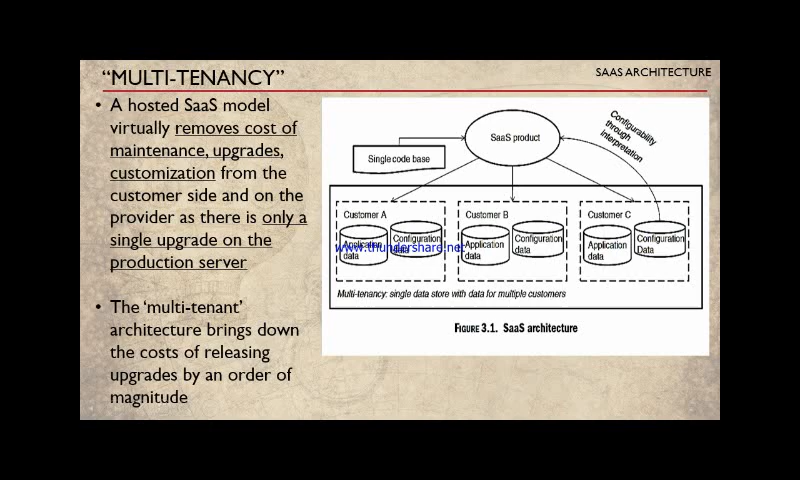 "MULTI-TENANCY"
SAAS ARCHITECTURE
• A hosted SaaS model
virtually removes cost of
maintenance, upgrades,
customization from the
customer side and on the
provider as there is only a
single upgrade on the
production server
• The 'multi-tenant'
architecture brings down
the costs of releasing
upgrades by an order of
magnitude
SaaS product
Configurability
through
interpretation
Single code base
Customer A
Application
data
Configuration
data
Customer B
Application
data
Configuration
data
Customer C
Application
data
Configuration
Data
www.thundershare.net
Multi-tenancy: single data store with data for multiple customers
FIGURE 3.1. SaaS architecture